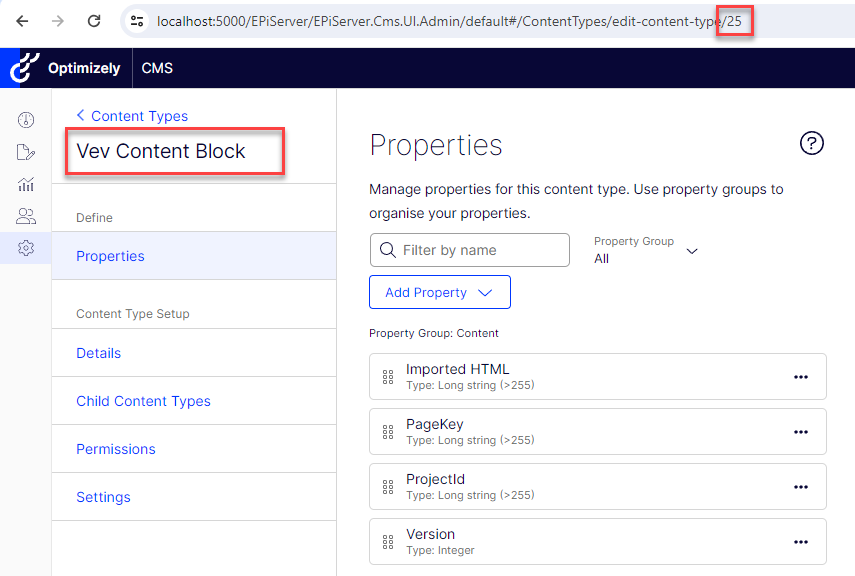 localhost:5000/EPiServer/EPiServer.Cms.UI.Admin/default#/ContentTypes/edit-content-type/25
Optimizely
CMS
Content Types
Vev Content Block
Define
Properties
Content Type Setup
Details
Child Content Types
Permissions
Settings
Properties
?
Manage properties for this content type. Use property groups to
organise your properties.
Filter by name
Property Group
All
Add Property
Property Group: Content
Imported HTML
Type: Long string (>255)
PageKey
Type: Long string (>255)
ProjectId
Type: Long string (>255)
Version
Type: Integer